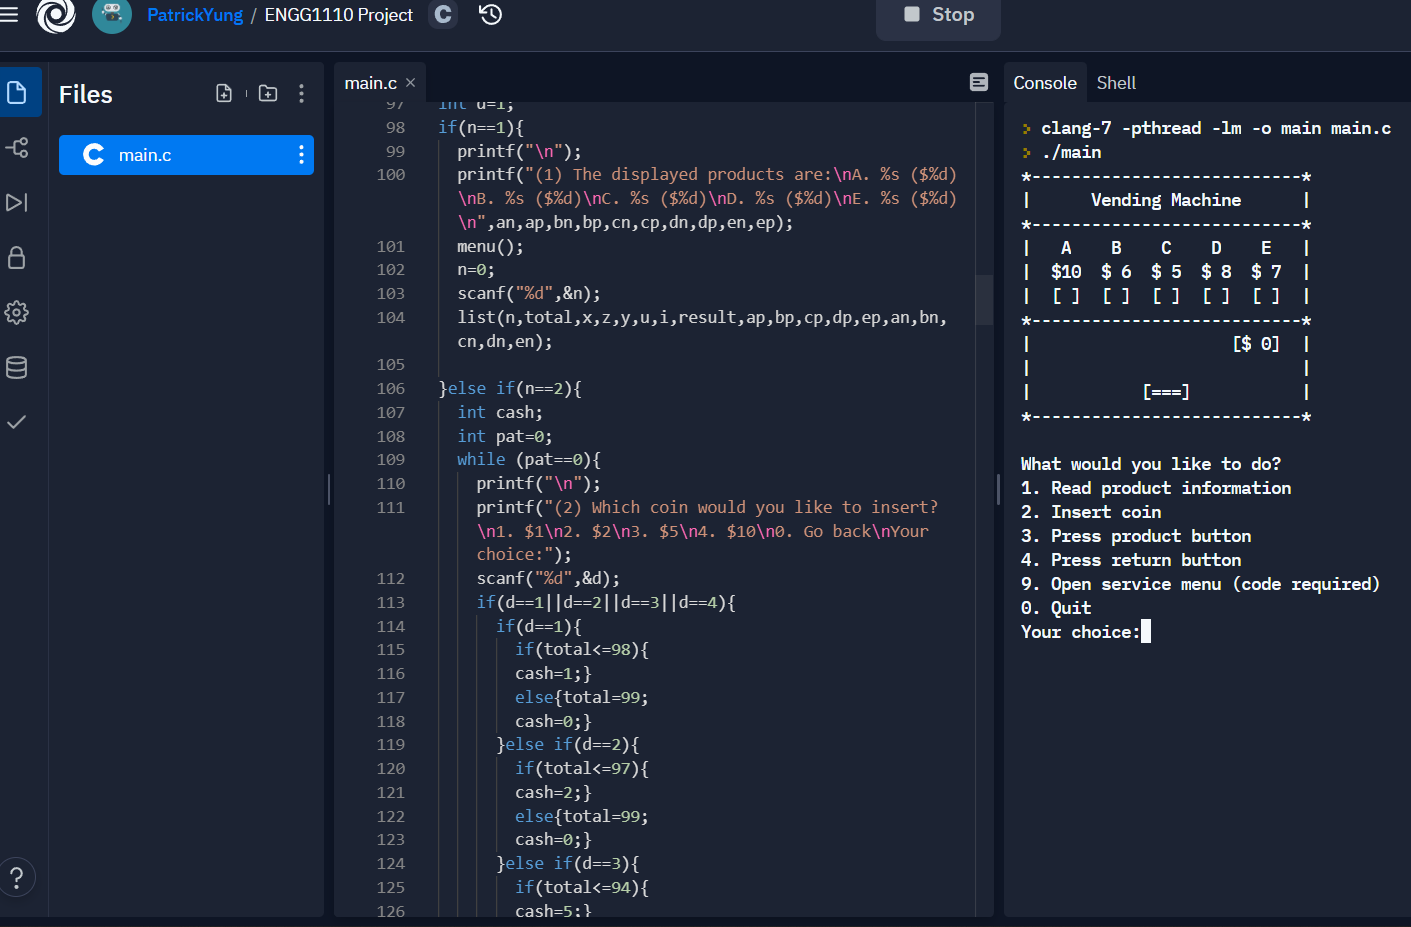 PatrickYung / ENGG1110 Project C
Stop
Files
main.c
main.c ×
97 int d=1;
98 if(n==1){
99 printf("\n");
100 printf("(1) The displayed products are:\nA. %s ($%d)
\nB. %s ($%d)\nC. %s ($%d)\nD. %s ($%d)\nE. %s ($%d)
\n",an,ap,bn,bp,cn,cp,dn,dp,en,ep);
101 menu();
102 n=0;
103 scanf("%d",&n);
104 list(n,total,x,z,y,u,i,result,ap,bp,cp,dp,ep,an,bn,
cn,dn,en);
105
106 }else if(n==2){
107 int cash;
108 int pat=0;
109 while (pat==0){
110 printf("\n");
111 printf("(2) Which coin would you like to insert?
\n1. $1\n2. $2\n3. $5\n4. $10\n0. Go back\nYour
choice:");
112 scanf("%d",&d);
113 if(d==1||d==2||d==3||d==4){
114 if(d==1){
115 if(total<=98){
116 cash=1;}
117 else{total=99;
118 cash=0;}
119 }else if(d==2){
120 if(total<=97){
121 cash=2;}
122 else{total=99;
123 cash=0;}
124 }else if(d==3){
125 if(total<=94){
126 cash=5;}
Console Shell
> clang-7 -pthread -lm -o main main.c
> ./main
*---------------------------*
|      Vending Machine      |
*---------------------------*
|   A    B    C    D    E   |
|  $10  $ 6  $ 5  $ 8  $ 7  |
|  [ ]  [ ]  [ ]  [ ]  [ ]  |
*---------------------------*
|                    [$ 0]  |
|                           |
|           [===]           |
*---------------------------*
What would you like to do?
1. Read product information
2. Insert coin
3. Press product button
4. Press return button
9. Open service menu (code required)
0. Quit
Your choice:
?